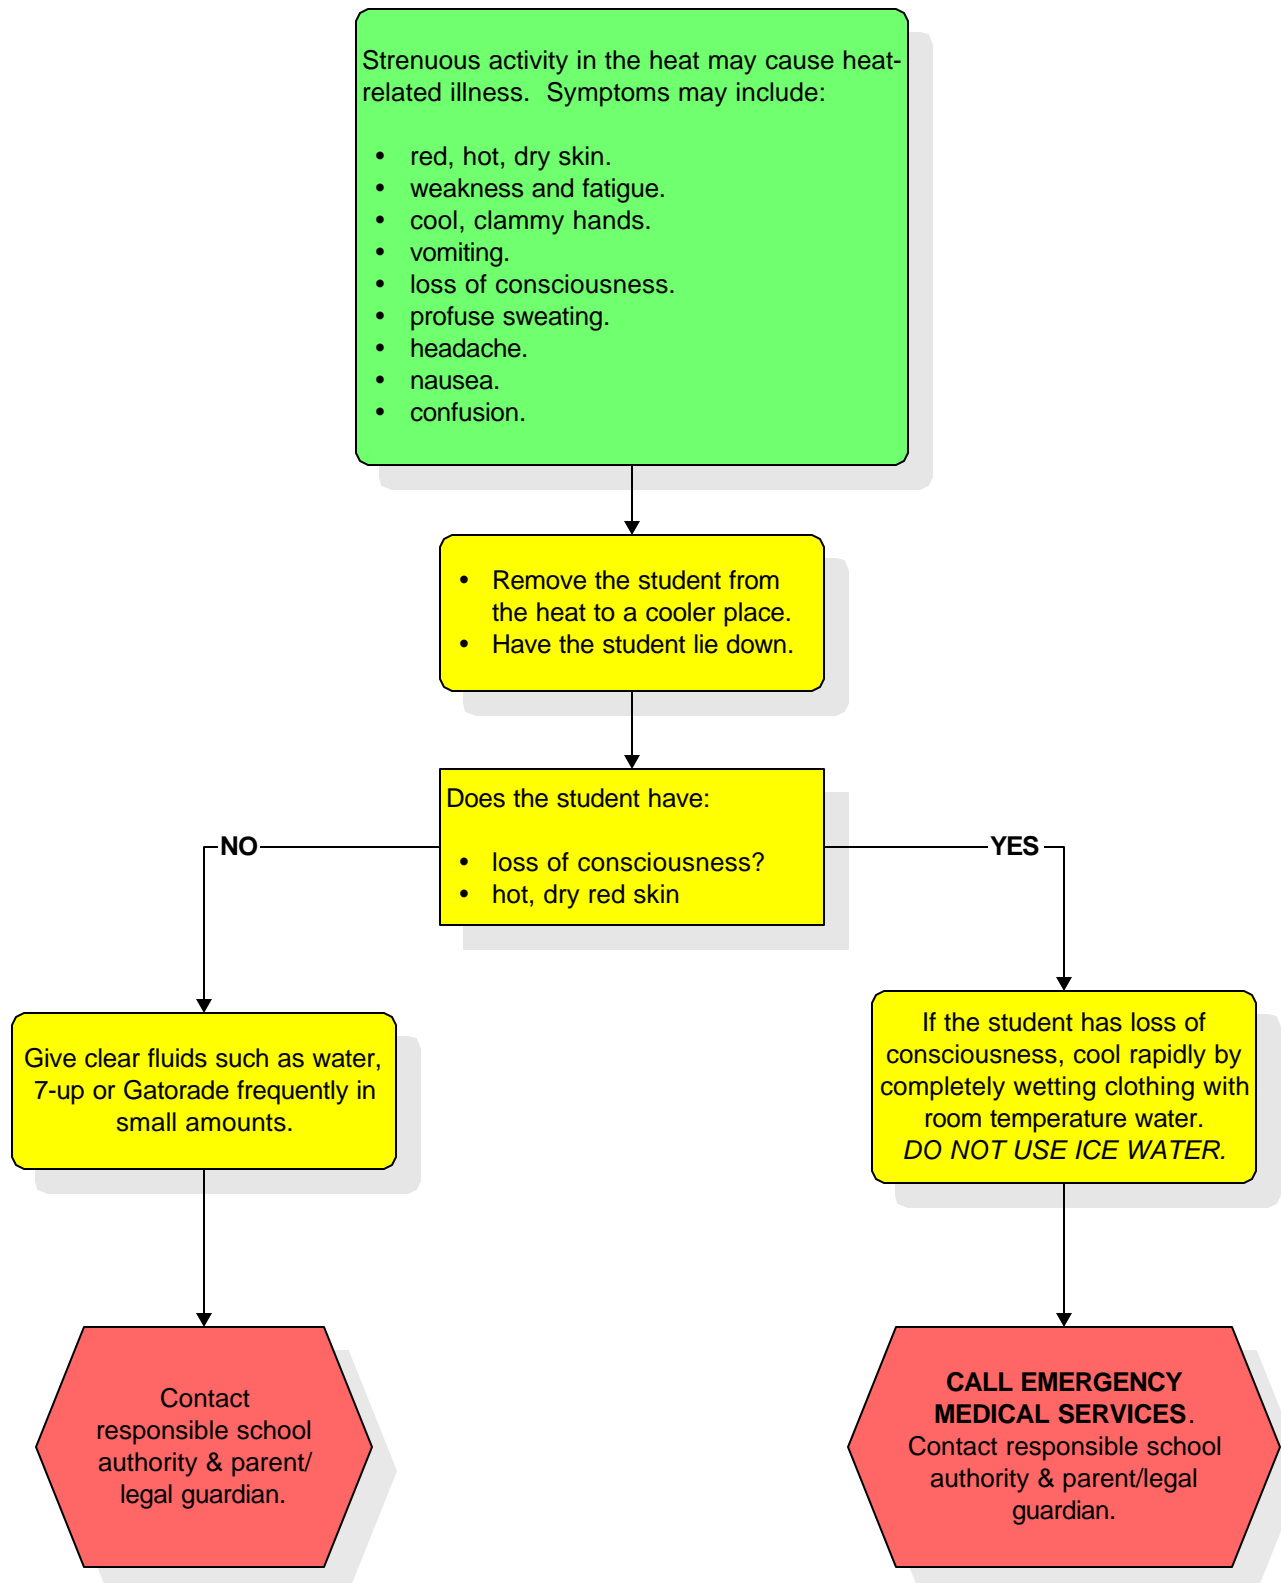 Strenuous activity in the heat may cause heat-
related illness.  Symptoms may include:
• red, hot, dry skin.
• weakness and fatigue.
• cool, clammy hands.
• vomiting.
• loss of consciousness.
• profuse sweating.
• headache.
• nausea.
• confusion.
• Remove the student from
the heat to a cooler place.
• Have the student lie down.
Does the student have:
• loss of consciousness?
• hot, dry red skin
NO
YES
Give clear fluids such as water,
7-up or Gatorade frequently in
small amounts.
If the student has loss of
consciousness, cool rapidly by
completely wetting clothing with
room temperature water.
DO NOT USE ICE WATER.
Contact
responsible school
authority & parent/
legal guardian.
CALL EMERGENCY
MEDICAL SERVICES.
Contact responsible school
authority & parent/legal
guardian.